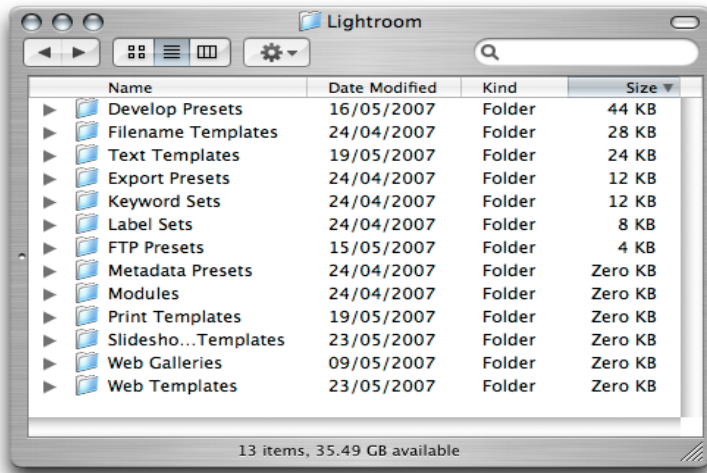 Lightroom
Name Date Modified Kind Size
Develop Presets 16/05/2007 Folder 44 KB
Filename Templates 24/04/2007 Folder 28 KB
Text Templates 19/05/2007 Folder 24 KB
Export Presets 24/04/2007 Folder 12 KB
Keyword Sets 24/04/2007 Folder 12 KB
Label Sets 24/04/2007 Folder 8 KB
FTP Presets 15/05/2007 Folder 4 KB
Metadata Presets 24/04/2007 Folder Zero KB
Modules 24/04/2007 Folder Zero KB
Print Templates 19/05/2007 Folder Zero KB
Slidesho...Templates 23/05/2007 Folder Zero KB
Web Galleries 09/05/2007 Folder Zero KB
Web Templates 23/05/2007 Folder Zero KB
13 items, 35.49 GB available